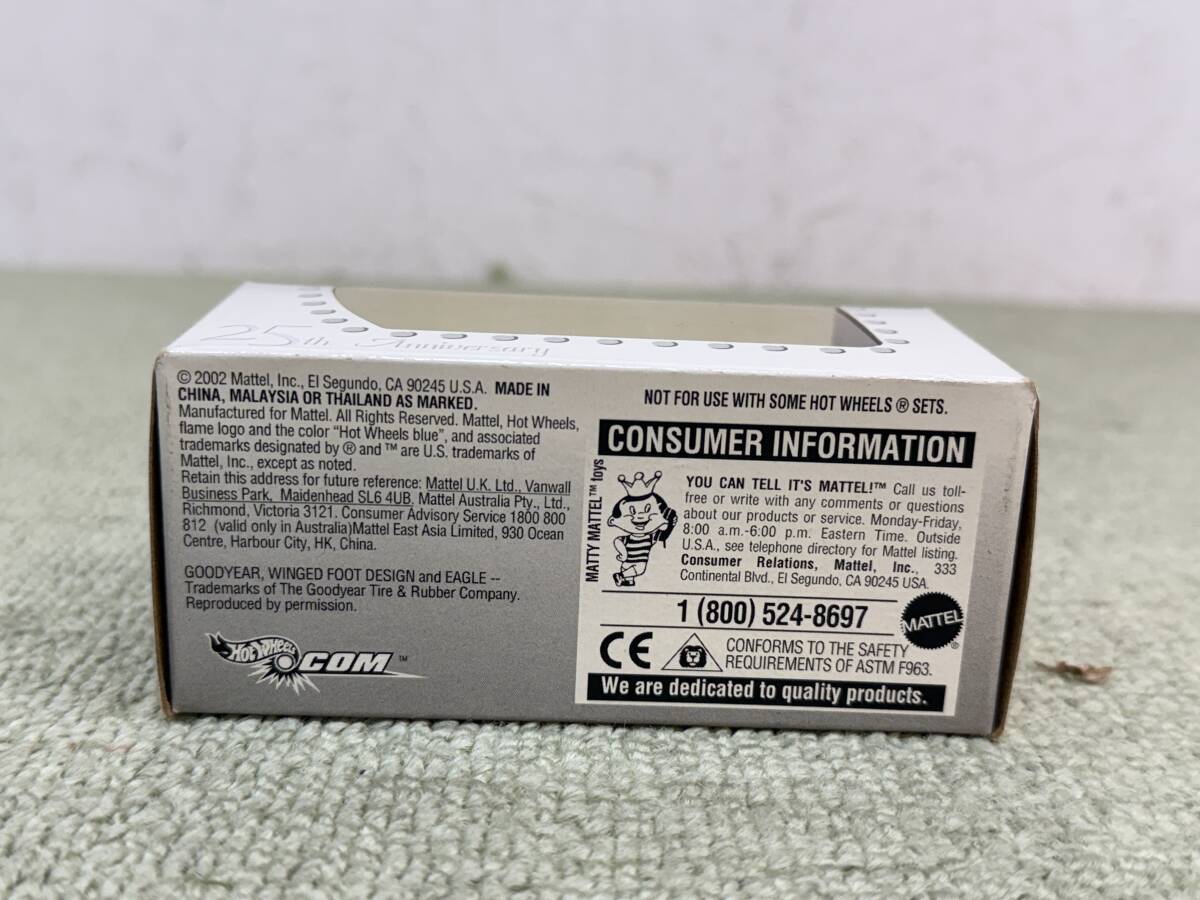 25th Anniversary
© 2002 Mattel, Inc., El Segundo, CA 90245 U.S.A. MADE IN
CHINA, MALAYSIA OR THAILAND AS MARKED.
Manufactured for Mattel. All Rights Reserved. Mattel, Hot Wheels,
flame logo and the color "Hot Wheels blue", and associated
trademarks designated by ® and ™ are U.S. trademarks of
Mattel, Inc., except as noted.
Retain this address for future reference: Mattel U.K. Ltd., Vanwall
Business Park, Maidenhead SL6 4UB. Mattel Australia Pty., Ltd.,
Richmond, Victoria 3121. Consumer Advisory Service 1800 800
812 (valid only in Australia)Mattel East Asia Limited, 930 Ocean
Centre, Harbour City, HK, China.
GOODYEAR, WINGED FOOT DESIGN and EAGLE --
Trademarks of The Goodyear Tire & Rubber Company.
Reproduced by permission.
HOT WHEELS .COM ™
NOT FOR USE WITH SOME HOT WHEELS ® SETS.
CONSUMER INFORMATION
MATTY MATTEL™ toys
YOU CAN TELL IT'S MATTEL!™ Call us toll-
free or write with any comments or questions
about our products or service. Monday-Friday,
8:00 a.m.-6:00 p.m. Eastern Time. Outside
U.S.A., see telephone directory for Mattel listing.
Consumer Relations, Mattel, Inc., 333
Continental Blvd., El Segundo, CA 90245 USA.
1 (800) 524-8697
MATTEL ®
CE
CONFORMS TO THE SAFETY
REQUIREMENTS OF ASTM F963.
We are dedicated to quality products.